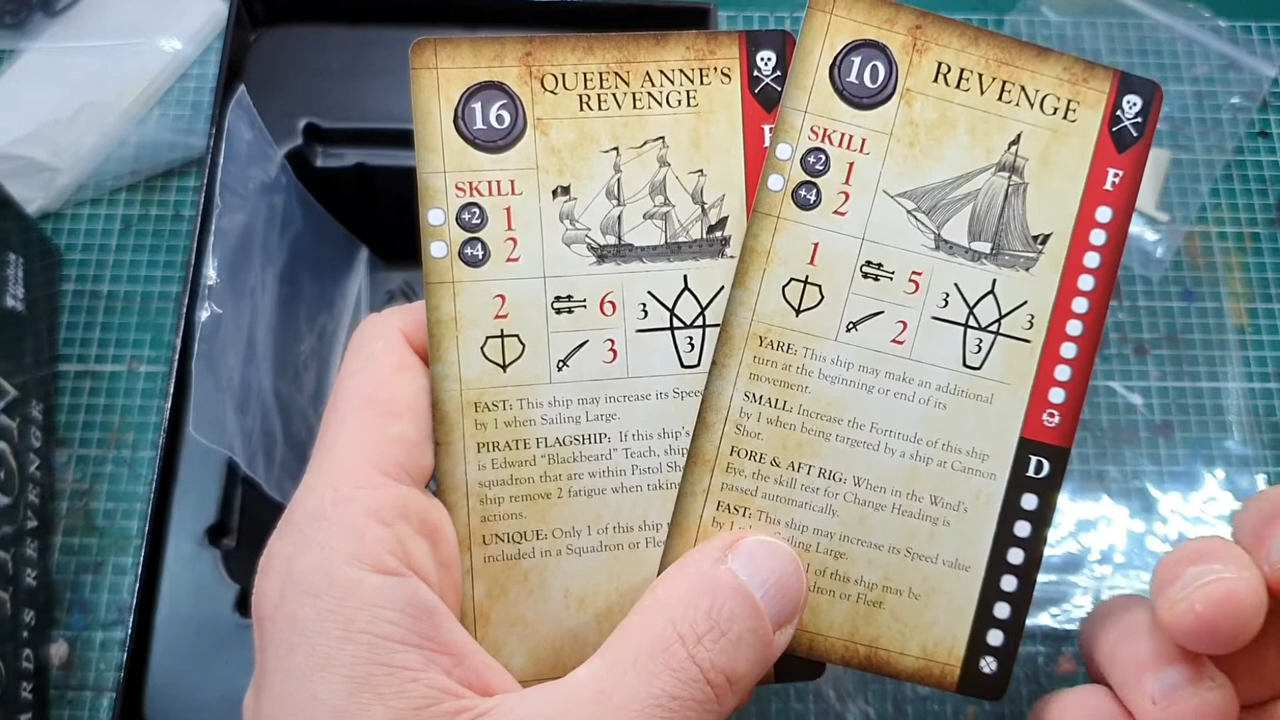 16
QUEEN ANNE'S
REVENGE
SKILL
+2 1
+4 2
2
6
3
3
3
FAST: This ship may increase its Speed
by 1 when Sailing Large.
PIRATE FLAGSHIP: If this ship's
is Edward "Blackbeard" Teach,
squadron that are within Pistol
ship remove 2 fatigue when taking
actions.
UNIQUE: Only 1 of this ship
included in a Squadron or
10
REVENGE
SKILL
+2 1
+4 2
1
5
2
3
3
3
YARE: This ship may make an additional
turn at the beginning or end of its
movement.
SMALL: Increase the Fortitude of this ship
by 1 when being targeted by a ship at Cannon
Shot.
FORE & AFT RIG: When in the Wind's
Eye, the skill test for Change Heading is
passed automatically.
FAST: This ship may increase its Speed value
by 1 Sailing Large.
1 of this ship may be
or Fleet.
F
D
REVENGE